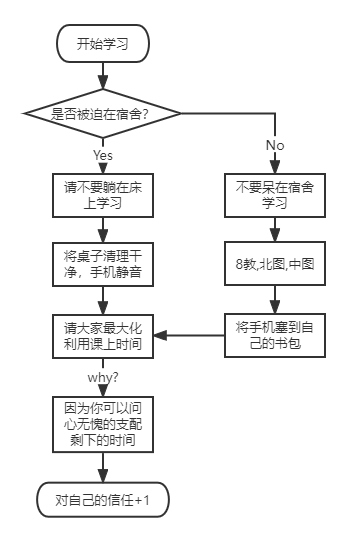 开始学习
是否被迫在宿舍？
Yes
No
请不要躺在床
上学习
不要呆在宿舍
学习
将桌子清理干
净，手机静音
8教,北图,中图
请大家最大化
利用课上时间
将手机塞到自
己的书包
why?
因为你可以问
心无愧的支配
剩下的时间
对自己的信任+1